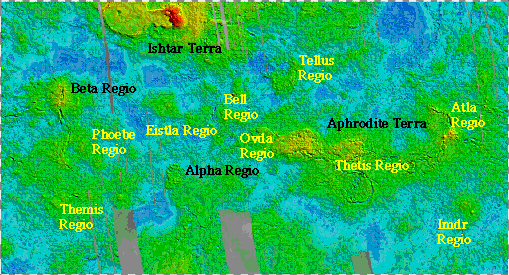 Ishtar Terra
Tellus
Regio
Beta Regio
Bell
Regio
Atla
Regio
Phoebe
Regio
Eistla Regio
Aphrodite Terra
Ovda
Regio
Thetis Regio
Alpha Regio
Themis
Regio
Imdr
Regio